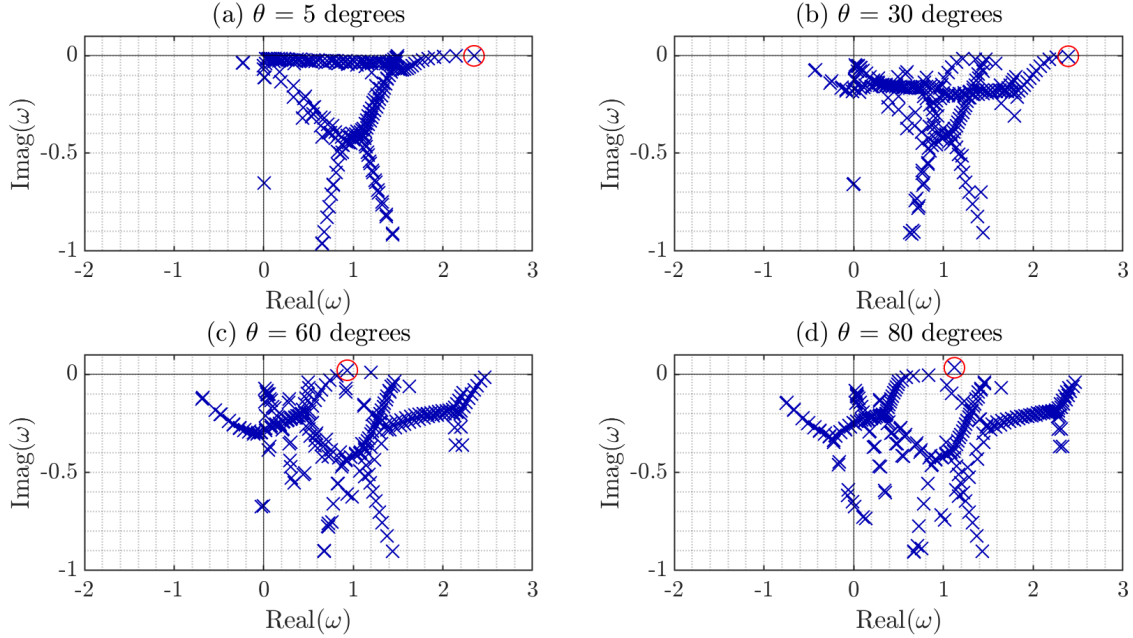 (a) θ = 5 degrees
0
-0.5
-1
Imag(ω)
-2 -1 0 1 2 3
Real(ω)
(b) θ = 30 degrees
0
-0.5
-1
Imag(ω)
-2 -1 0 1 2 3
Real(ω)
(c) θ = 60 degrees
0
-0.5
-1
Imag(ω)
-2 -1 0 1 2 3
Real(ω)
(d) θ = 80 degrees
0
-0.5
-1
Imag(ω)
-2 -1 0 1 2 3
Real(ω)